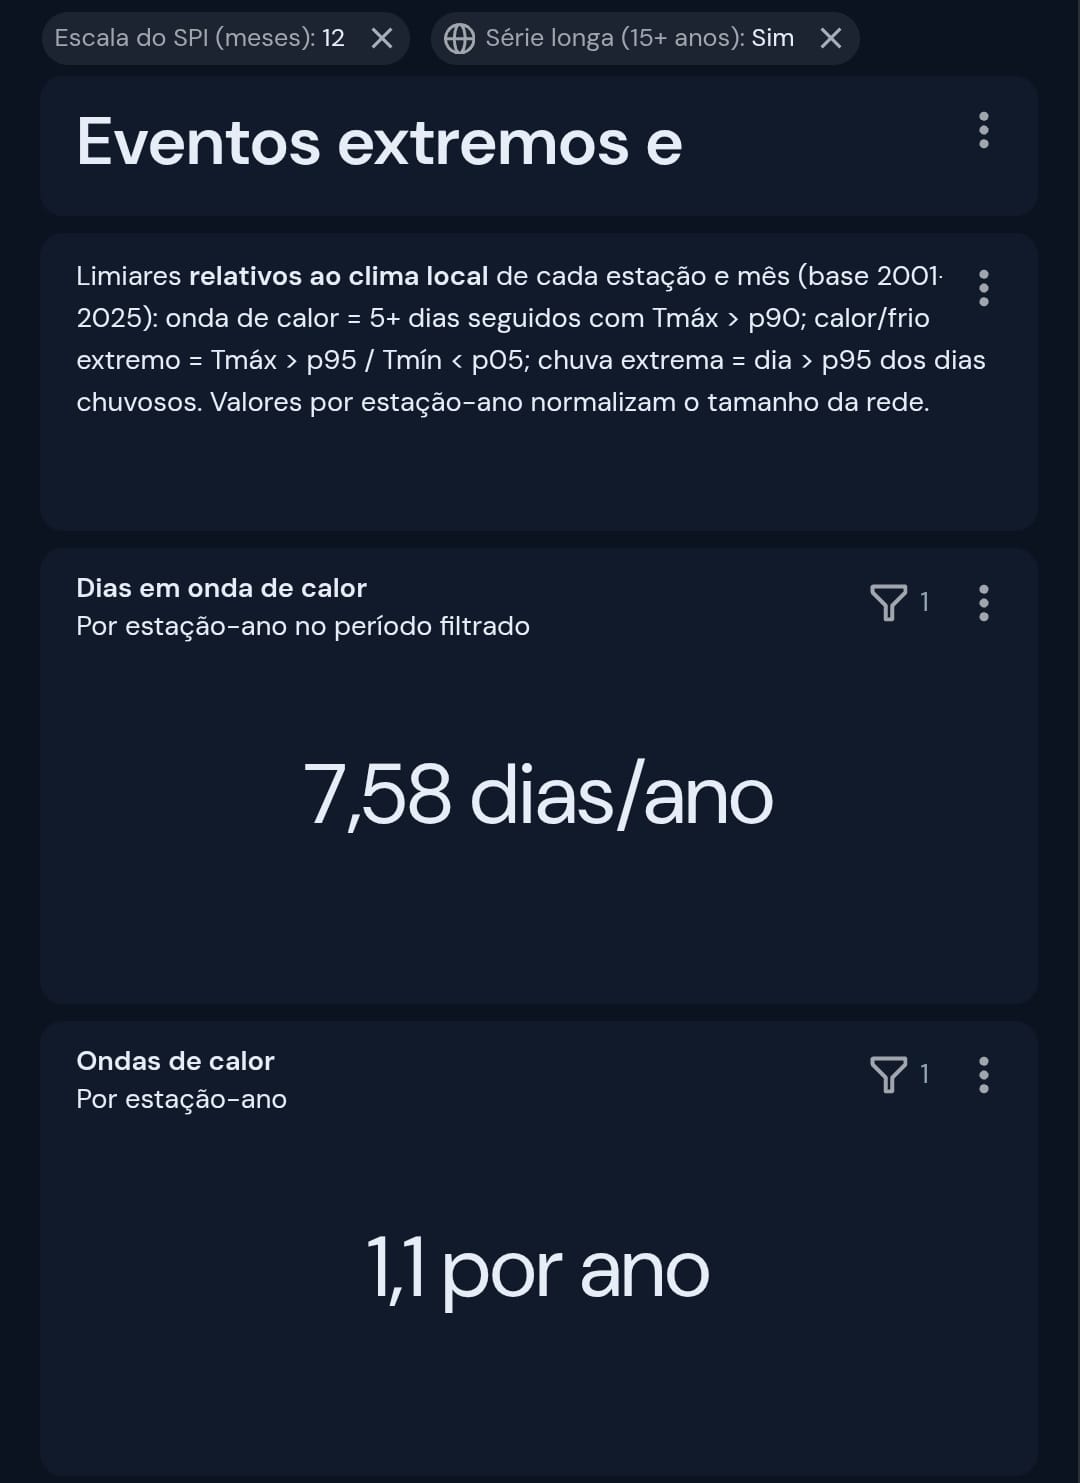 Escala do SPI (meses): 12
Série longa (15+ anos): Sim
Eventos extremos e
Limiares relativos ao clima local de cada estação e mês (base 2001-
2025): onda de calor = 5+ dias seguidos com Tmáx > p90; calor/frio
extremo = Tmáx > p95 / Tmín < p05; chuva extrema = dia > p95 dos dias
chuvosos. Valores por estação-ano normalizam o tamanho da rede.
Dias em onda de calor
1
Por estação-ano no período filtrado
7,58 dias/ano
Ondas de calor
1
Por estação-ano
1,1 por ano